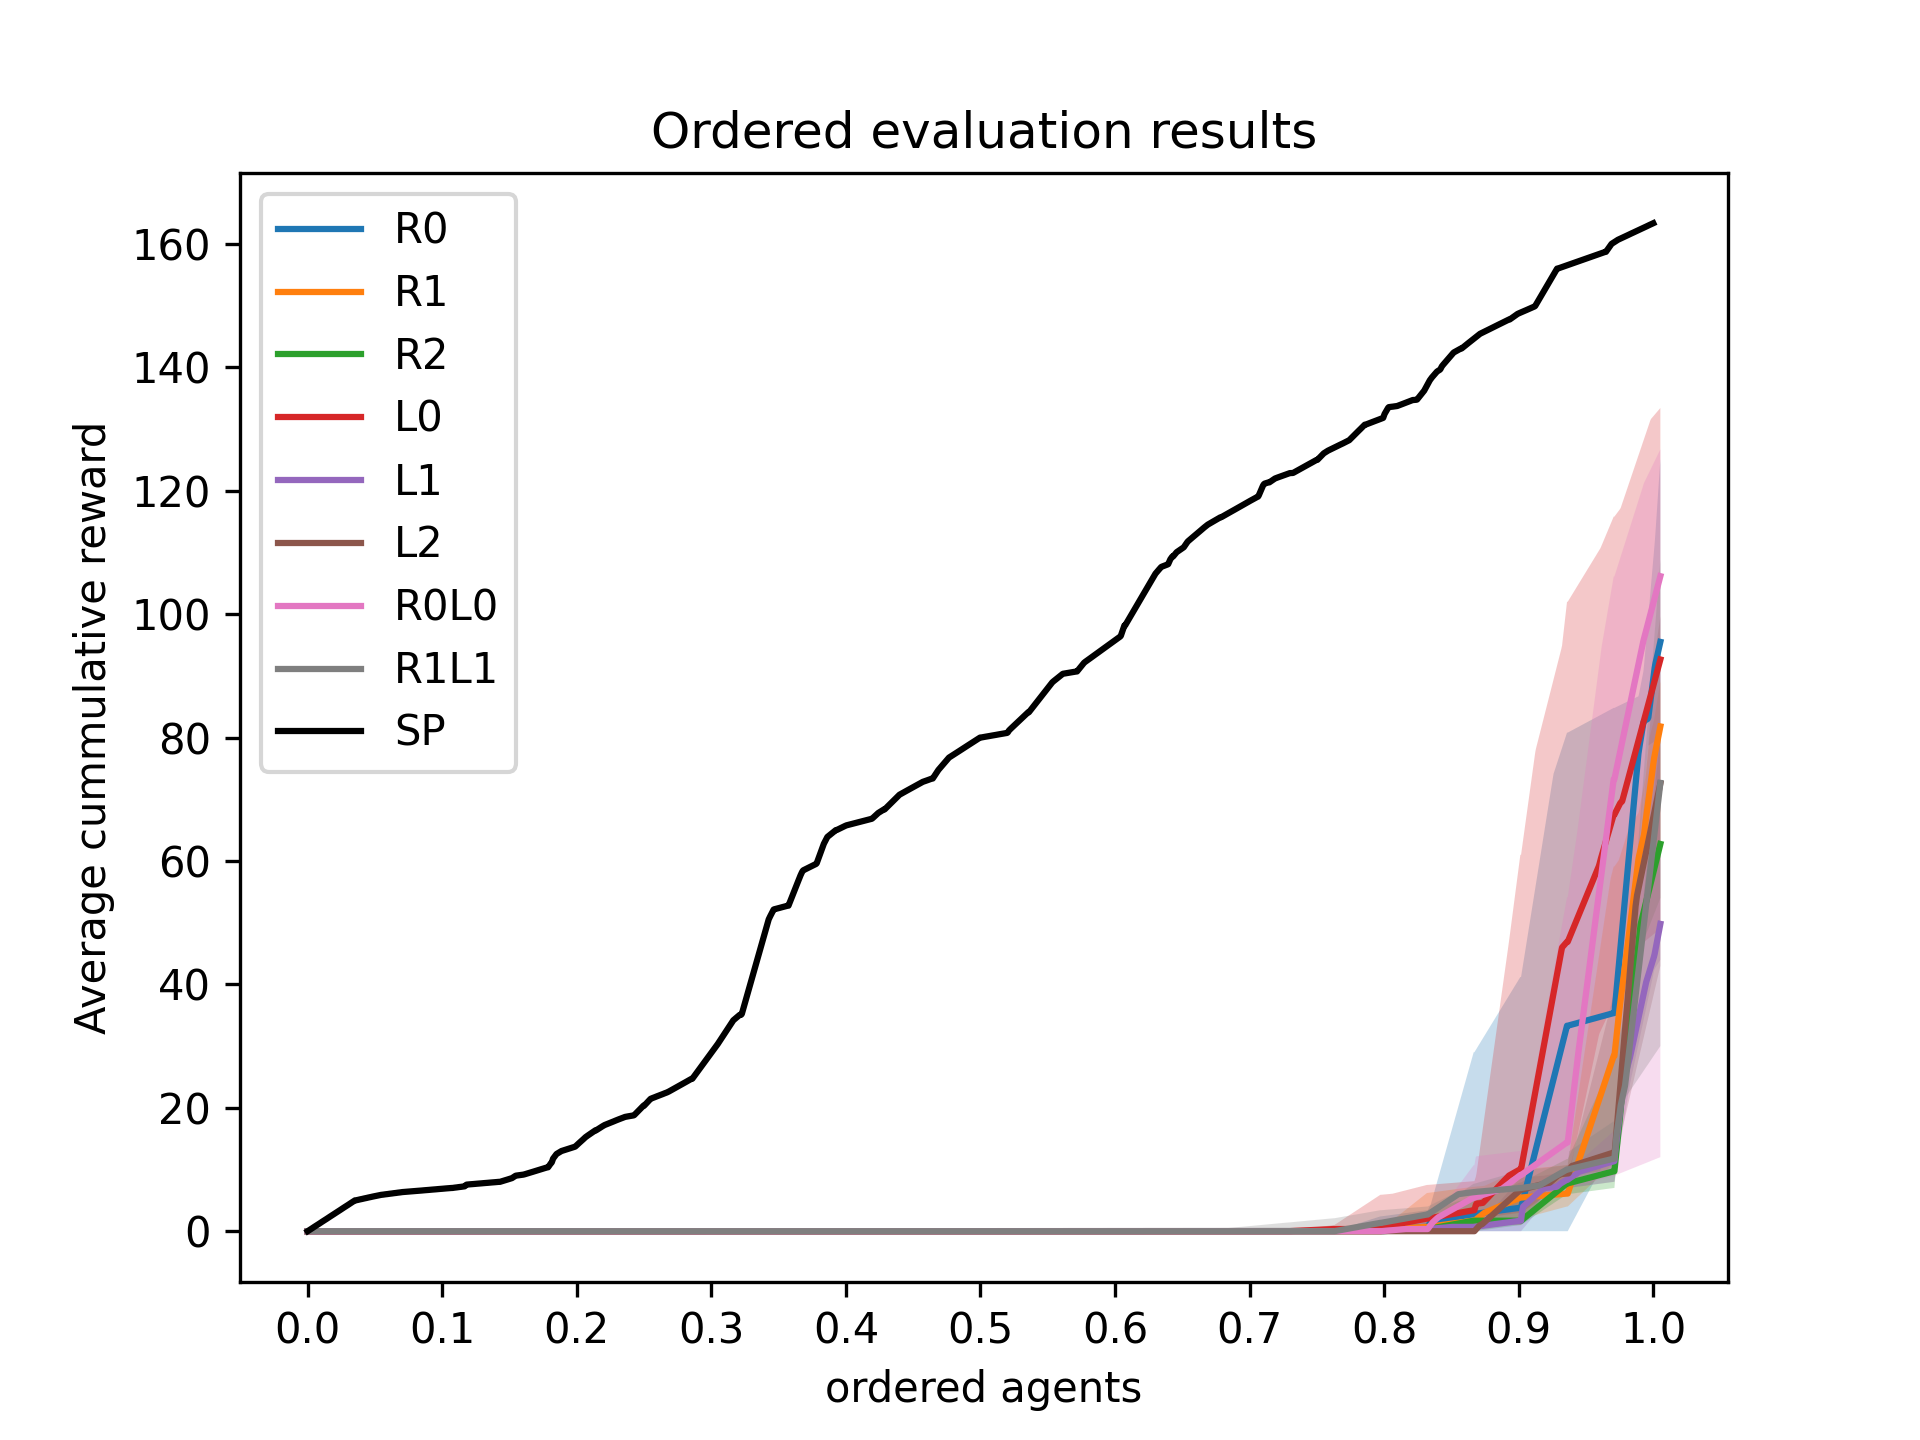 Ordered evaluation results
Average cummulative reward
160
140
120
100
80
60
40
20
0
R0
R1
R2
L0
L1
L2
R0L0
R1L1
SP
0.0 0.1 0.2 0.3 0.4 0.5 0.6 0.7 0.8 0.9 1.0
ordered agents